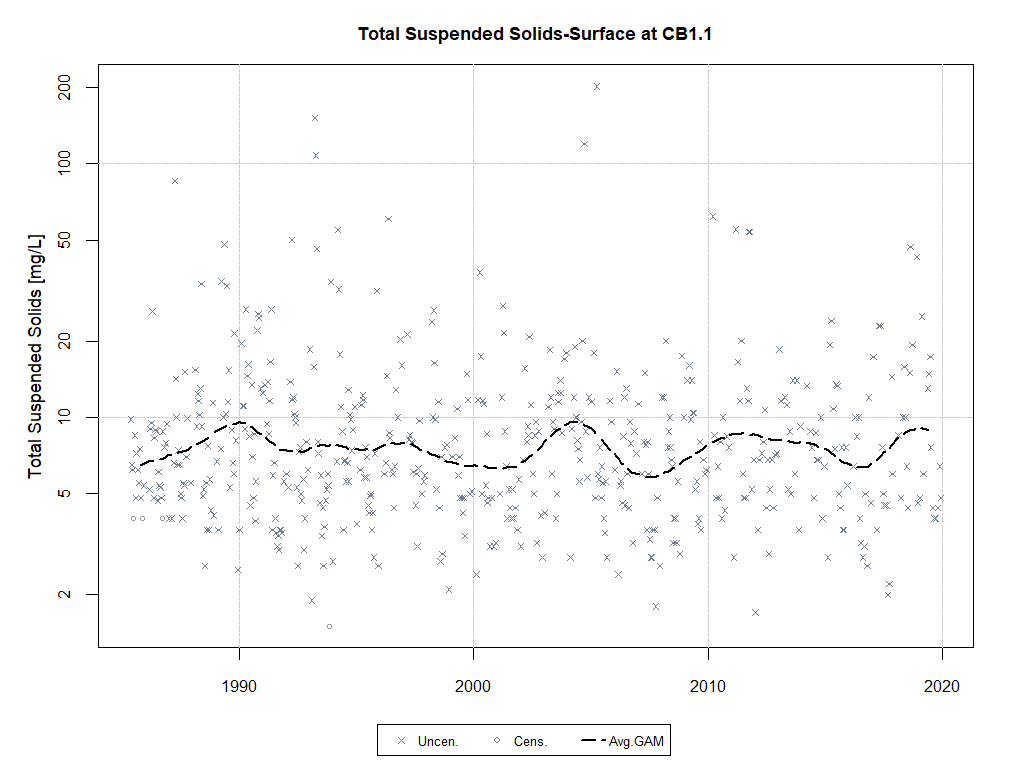 Total Suspended Solids-Surface at CB1.1
Total Suspended Solids [mg/L]
200
100
50
20
10
5
2
1990 2000 2010 2020
Uncen. Cens. Avg.GAM